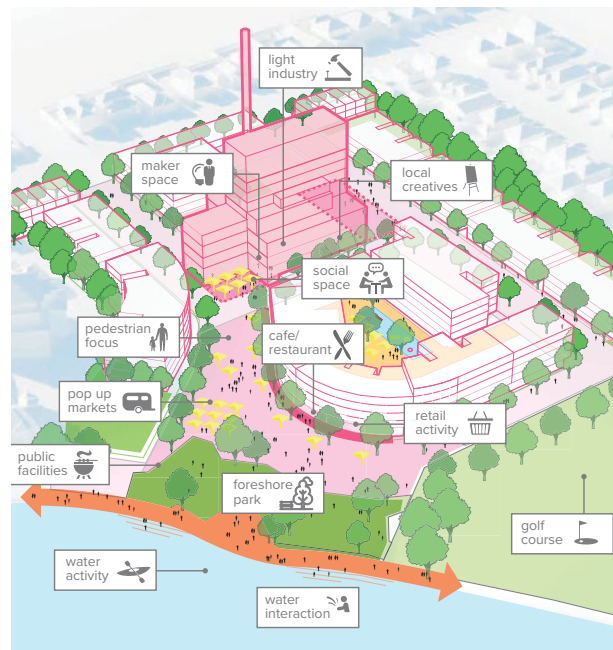 light
industry
maker
space
local
creatives
social
space
pedestrian
focus
cafe/
restaurant
pop up
markets
retail
activity
public
facilities
foreshore
park
golf
course
water
activity
water
interaction